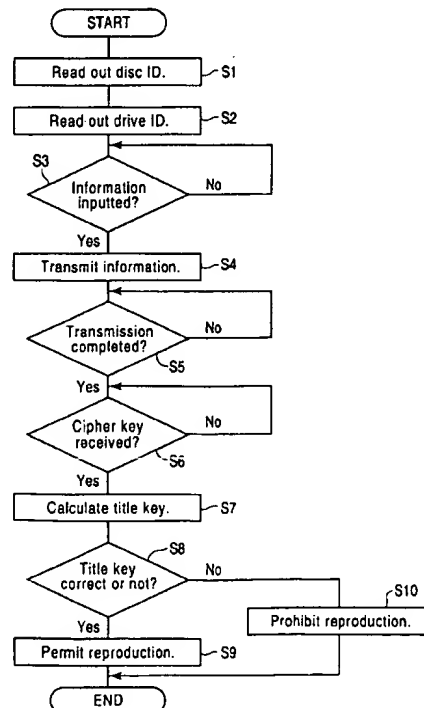 START
Read out disc ID.
S1
Read out drive ID.
S2
S3
Information
inputted?
No
Yes
Transmit information.
S4
Transmission
completed?
No
S5
Yes
Cipher key
received?
No
S6
Yes
Calculate title key.
S7
S8
Title key
correct or not?
No
S10
Prohibit reproduction.
Yes
Permit reproduction.
S9
END